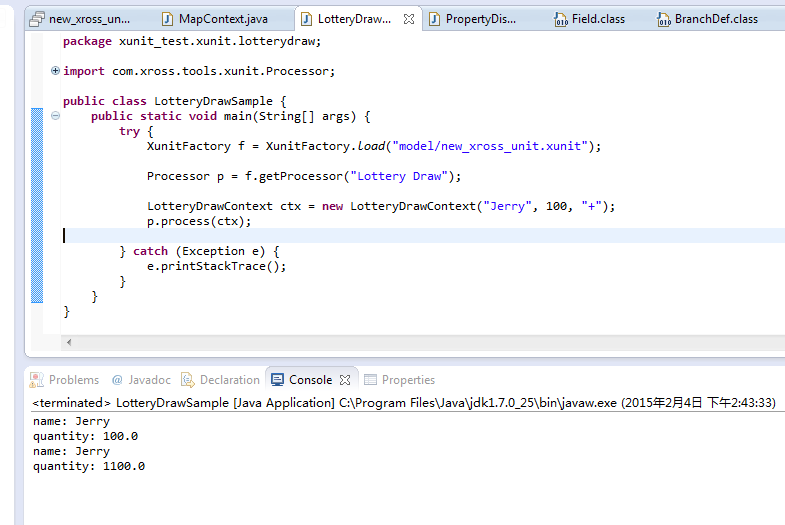 new_xross_un... MapContext.java LotteryDraw... PropertyDis... Field.class BranchDef.class
package xunit_test.xunit.lotterydraw;
import com.xross.tools.xunit.Processor;
public class LotteryDrawSample {
public static void main(String[] args) {
try {
XunitFactory f = XunitFactory.load("model/new_xross_unit.xunit");
Processor p = f.getProcessor("Lottery Draw");
LotteryDrawContext ctx = new LotteryDrawContext("Jerry", 100, "+");
p.process(ctx);
} catch (Exception e) {
e.printStackTrace();
}
}
}
Problems @ Javadoc Declaration Console Properties
<terminated> LotteryDrawSample [Java Application] C:\Program Files\Java\jdk1.7.0_25\bin\javaw.exe (2015年2月4日 下午2:43:33)
name: Jerry
quantity: 100.0
name: Jerry
quantity: 1100.0